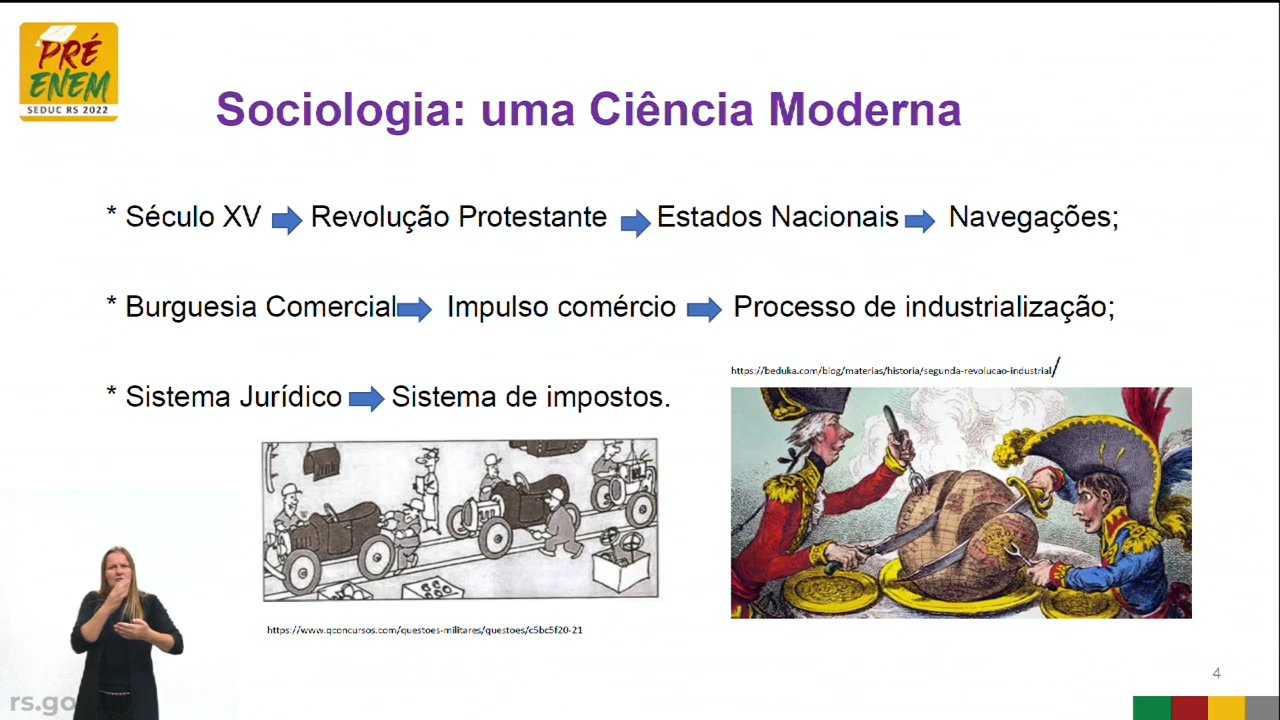 PRÉ
ENEM
SEDUC RS 2022
Sociologia: uma Ciência Moderna
* Século XV Revolução Protestante Estados Nacionais Navegações;
* Burguesia Comercial Impulso comércio Processo de industrialização;
https://beduka.com/blog/materias/historia/segunda-revolucao-industrial/
* Sistema Jurídico Sistema de impostos.
https://www.qconcursos.com/questoes-militares/questoes/c5bc5f20-21
4